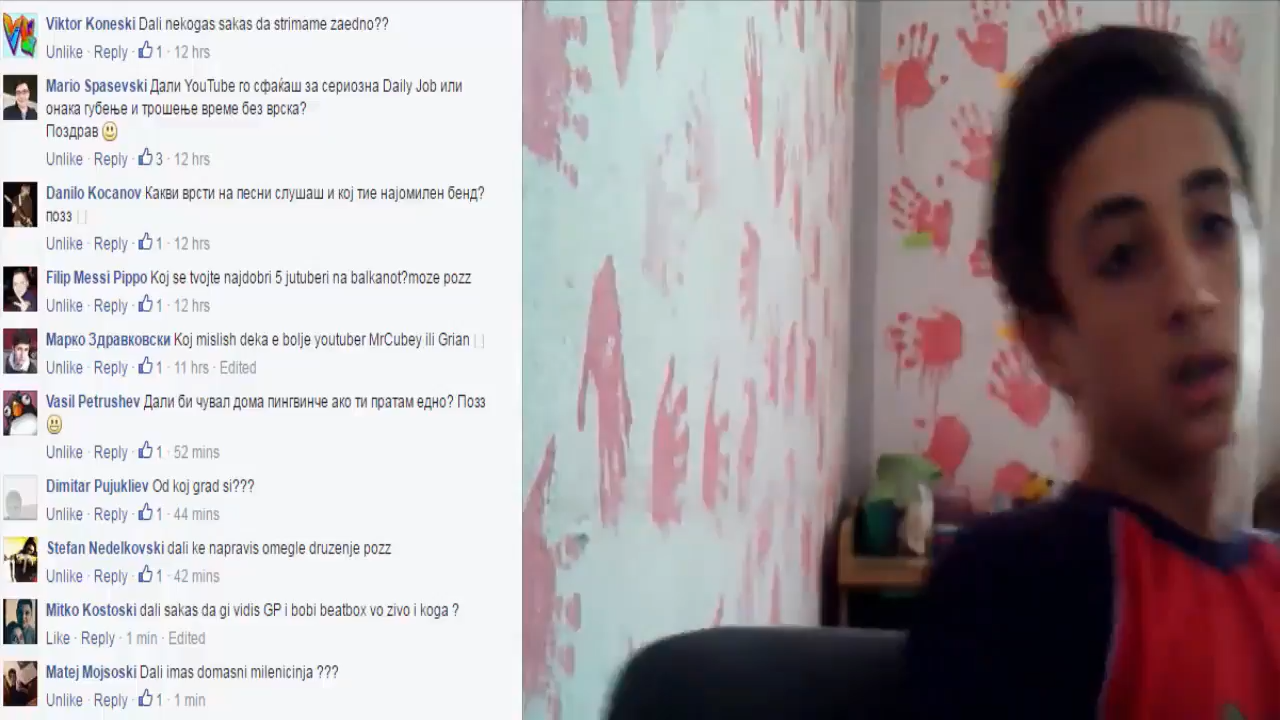 Viktor Koneski Dali nekogas sakas da strimame zaedno??
Unlike · Reply · 1 · 12 hrs
Mario Spasevski Дали YouTube го сфаќаш за сериозна Daily Job или
онака губење и трошење време без врска?
Поздрав
Unlike · Reply · 3 · 12 hrs
Danilo Kocanov Какви врсти на песни слушаш и кој тие најомилен бенд?
позз
Unlike · Reply · 1 · 12 hrs
Filip Messi Pippo Koj se tvojte najdobri 5 jutuberi na balkanot?moze pozz
Unlike · Reply · 1 · 12 hrs
Марко Здравковски Koj mislish deka e bolje youtuber MrCubey ili Grian
Unlike · Reply · 1 · 11 hrs · Edited
Vasil Petrushev Дали би чувал дома пингвинче ако ти пратам едно? Позз
Unlike · Reply · 1 · 52 mins
Dimitar Pujukliev Od koj grad si???
Unlike · Reply · 1 · 44 mins
Stefan Nedelkovski dali ke napravis omegle druzenje pozz
Unlike · Reply · 1 · 42 mins
Mitko Kostoski dali sakas da gi vidis GP i bobi beatbox vo zivo i koga ?
Like · Reply · 1 min · Edited
Matej Mojsoski Dali imas domasni milenicinja ???
Unlike · Reply · 1 · 1 min